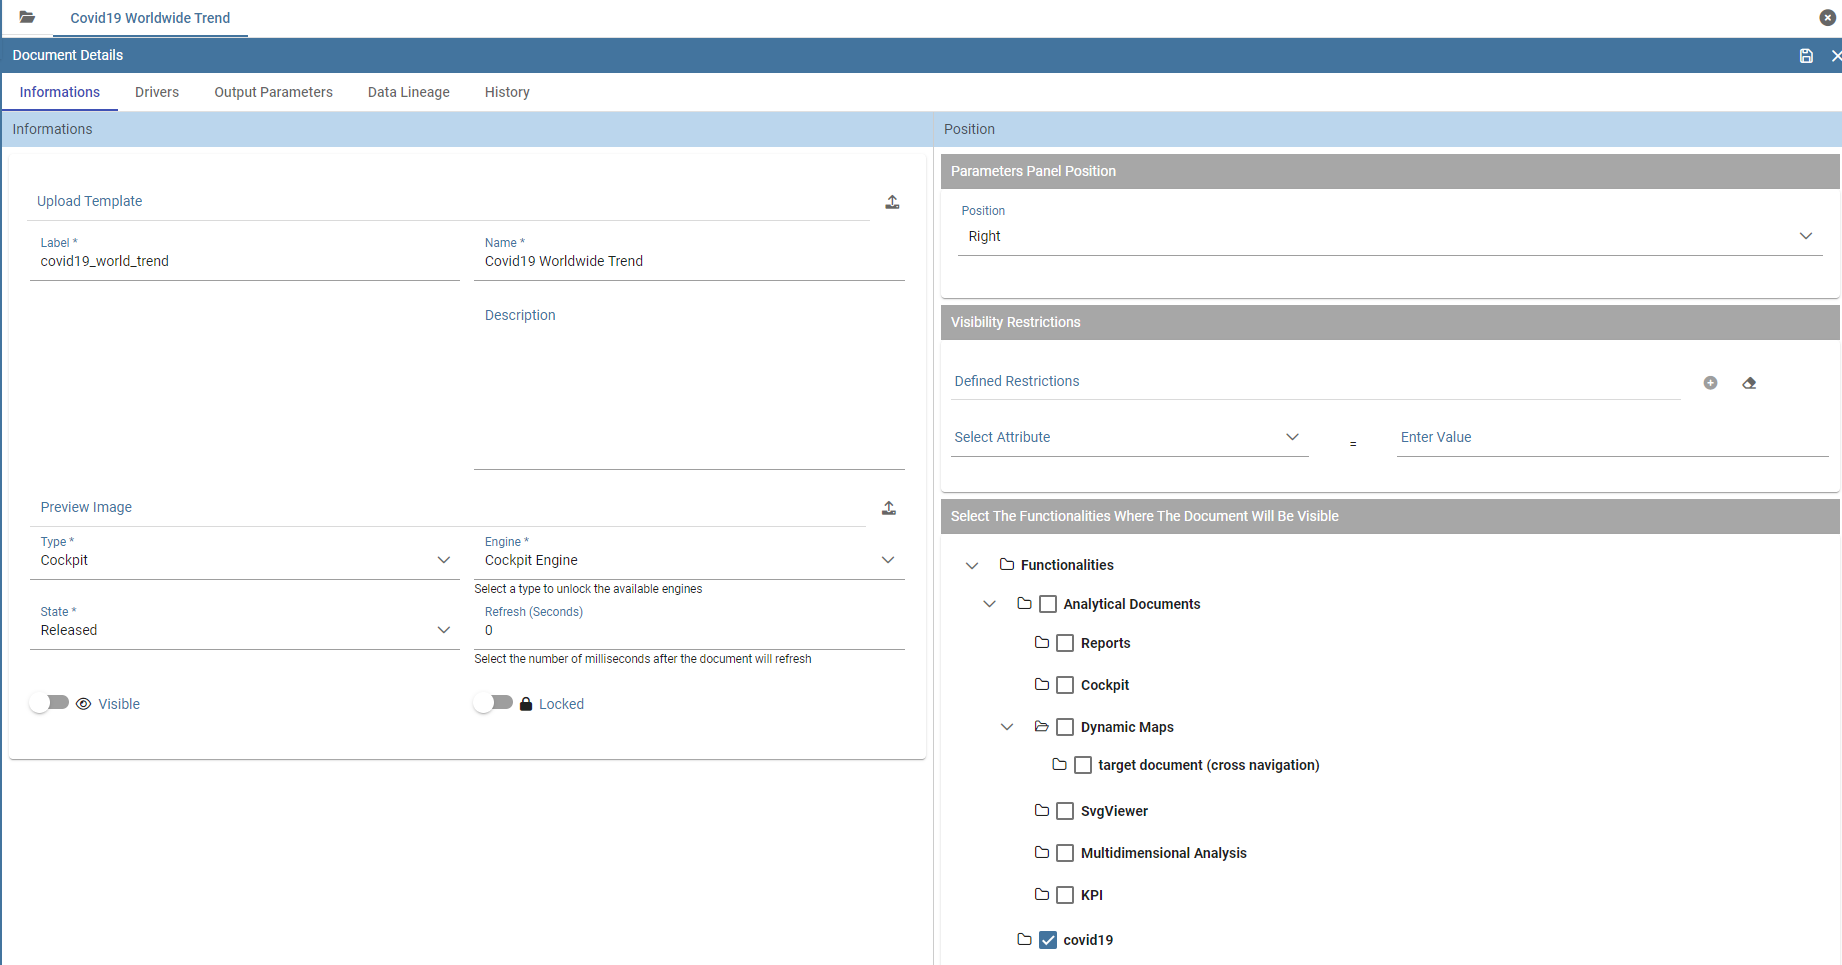 Covid19 Worldwide Trend
Document Details
Informations Drivers Output Parameters Data Lineage History
Informations
Upload Template
Label * Name *
covid19_world_trend Covid19 Worldwide Trend
Description
Preview Image
Type * Engine *
Cockpit Cockpit Engine
Select a type to unlock the available engines
State * Refresh (Seconds)
Released 0
Select the number of milliseconds after the document will refresh
Visible Locked
Position
Parameters Panel Position
Position
Right
Visibility Restrictions
Defined Restrictions
Select Attribute = Enter Value
Select The Functionalities Where The Document Will Be Visible
Functionalities
Analytical Documents
Reports
Cockpit
Dynamic Maps
target document (cross navigation)
SvgViewer
Multidimensional Analysis
KPI
covid19